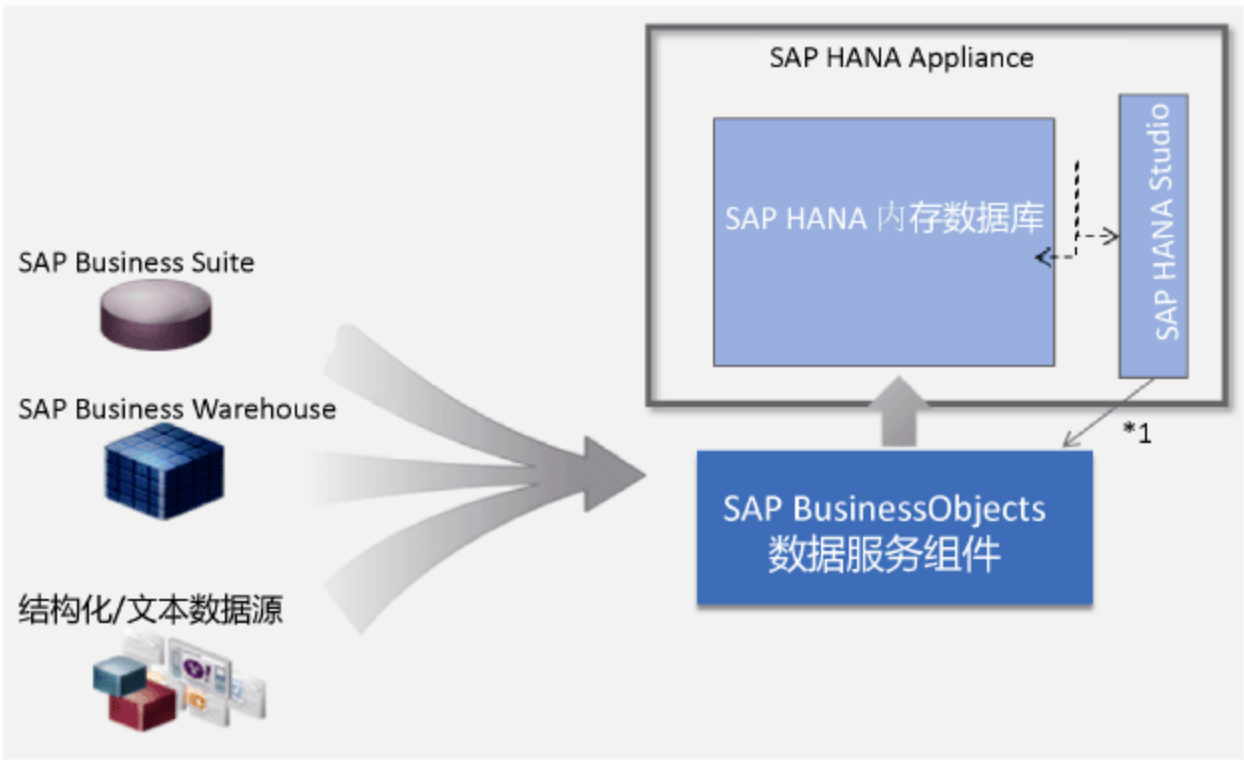 SAP HANA Appliance
SAP HANA 内存数据库
SAP HANA Studio
SAP Business Suite
SAP Business Warehouse
*1
SAP BusinessObjects
数据服务组件
结构化/文本数据源
Y!